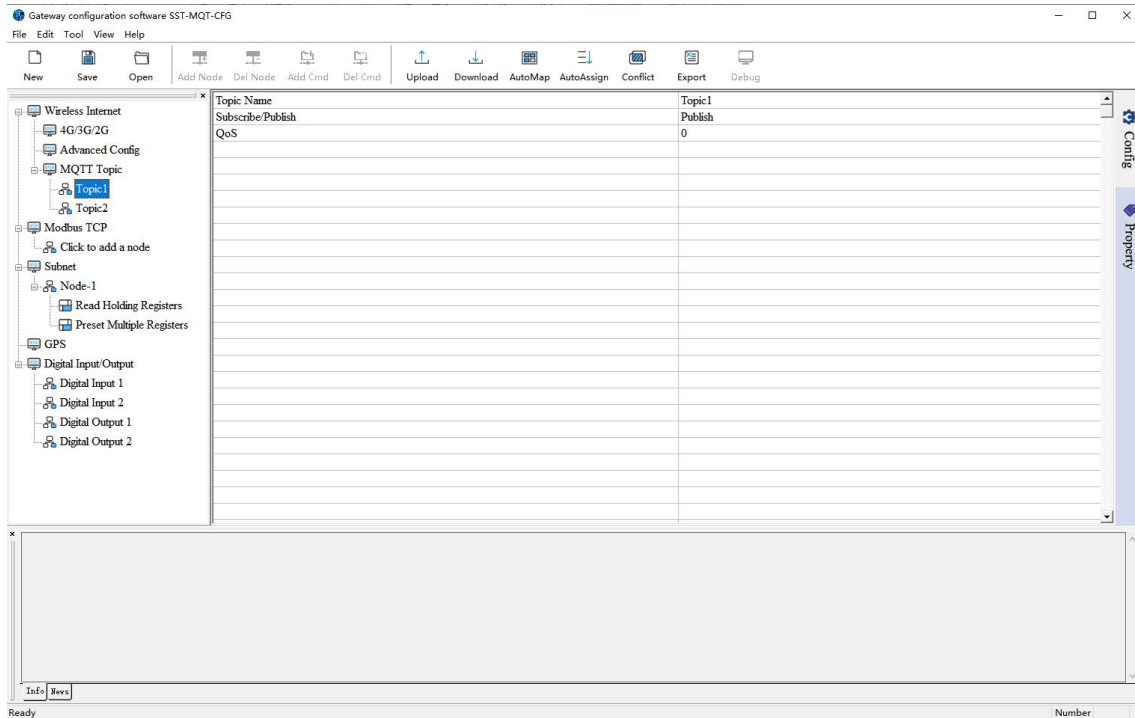 Gateway configuration software SST-MQT-CFG
File Edit Tool View Help
New Save Open Add Node Del Node Add Cmd Del Cmd Upload Download AutoMap AutoAssign Conflict Export Debug
Wireless Internet
4G/3G/2G
Advanced Config
MQTT Topic
Topic1
Topic2
Modbus TCP
Click to add a node
Subnet
Node-1
Read Holding Registers
Preset Multiple Registers
GPS
Digital Input/Output
Digital Input 1
Digital Input 2
Digital Output 1
Digital Output 2
Topic Name Topic1
Subscribe/Publish Publish
QoS 0
Config
Property
Info News
Ready Number